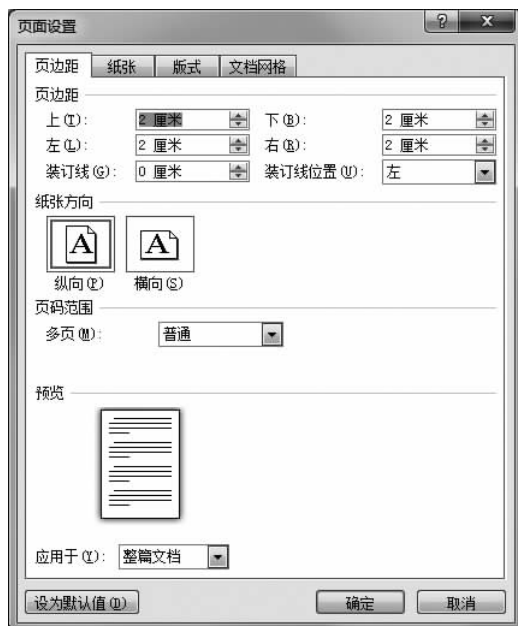 页面设置
页边距 纸张 版式 文档网格
页边距
上(T): 2 厘米 下(B): 2 厘米
左(L): 2 厘米 右(R): 2 厘米
装订线(G): 0 厘米 装订线位置(U): 左
纸张方向
A A
纵向(P) 横向(S)
页码范围
多页(M): 普通
预览
应用于(Y): 整篇文档
设为默认值(D) 确定 取消